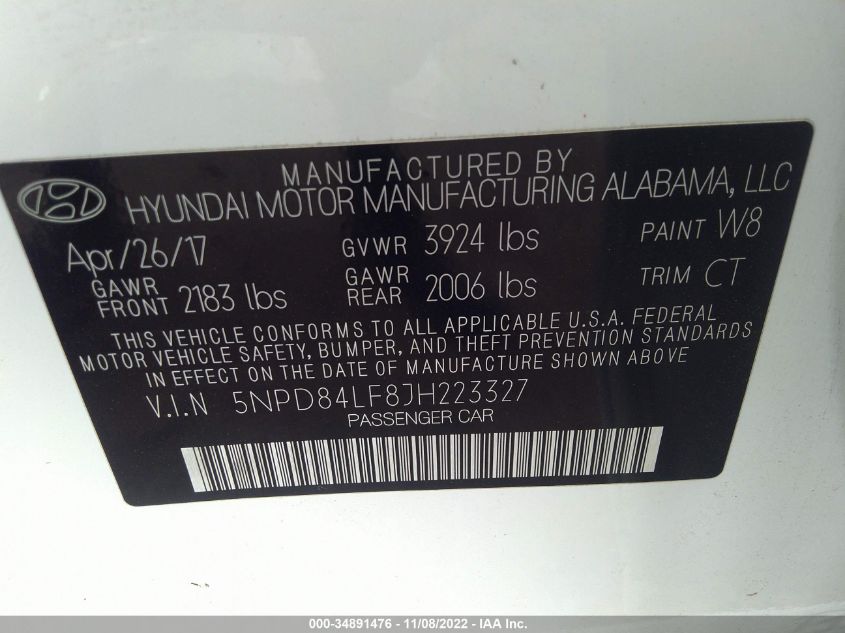 MANUFACTURED BY
HYUNDAI MOTOR MANUFACTURING ALABAMA, LLC
Apr/26/17 GVWR 3924 lbs PAINT W8
GAWR FRONT 2183 lbs GAWR REAR 2006 lbs TRIM CT
THIS VEHICLE CONFORMS TO ALL APPLICABLE U.S.A. FEDERAL
MOTOR VEHICLE SAFETY, BUMPER, AND THEFT PREVENTION STANDARDS
IN EFFECT ON THE DATE OF MANUFACTURE SHOWN ABOVE
V.I.N 5NPD84LF8JH223327
PASSENGER CAR
000-34891476 - 11/08/2022 - IAA Inc.